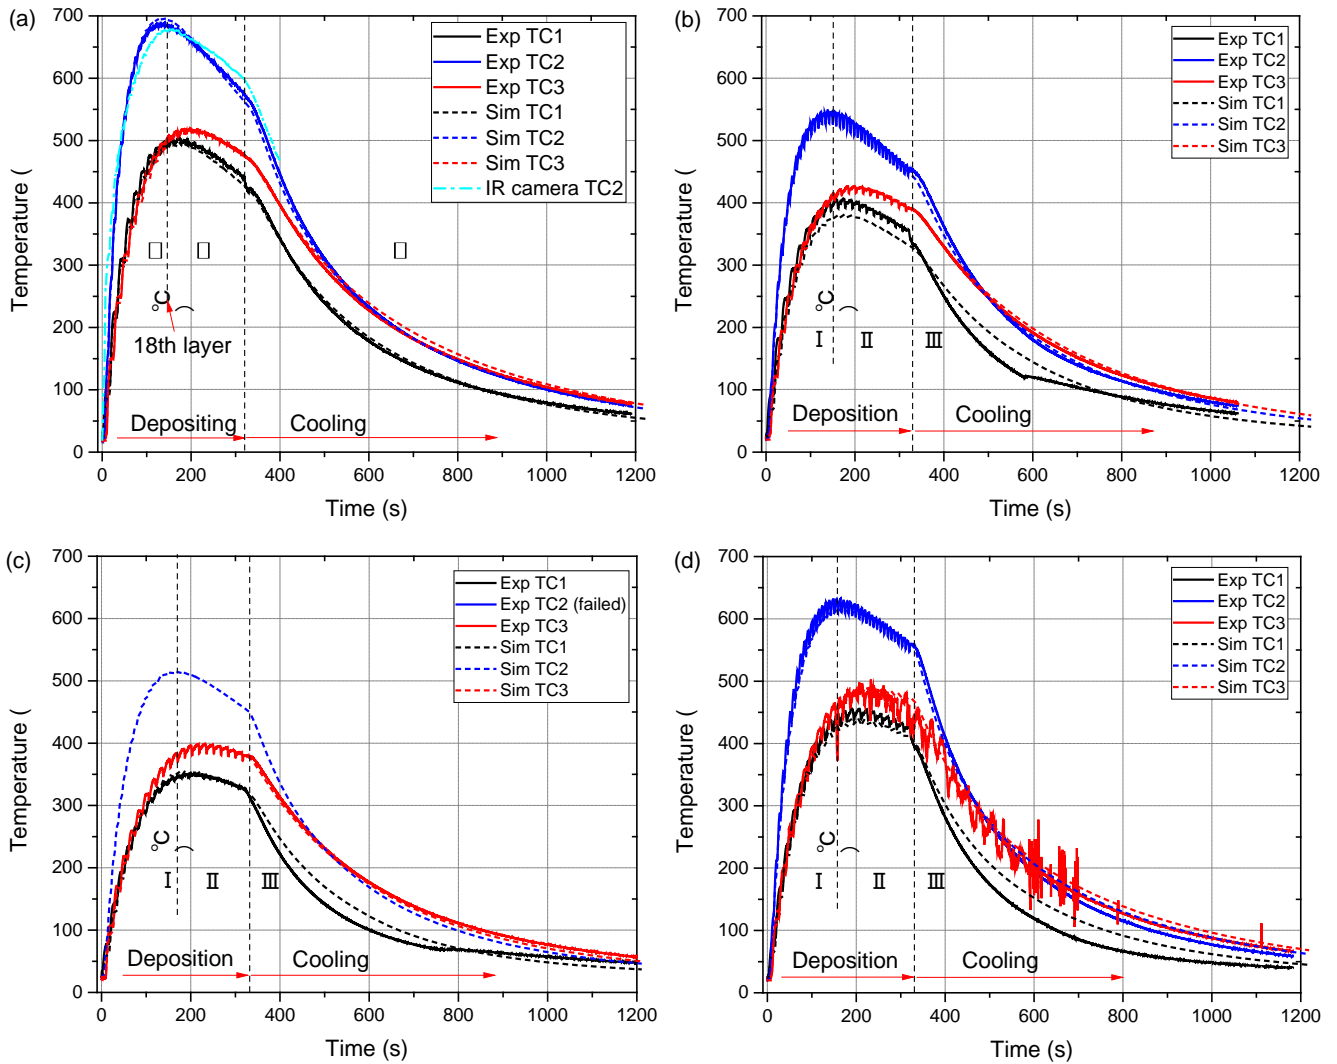 (a)
700
600
500
400
300
200
100
0
Temperature (
°C
(
Exp TC1
Exp TC2
Exp TC3
Sim TC1
Sim TC2
Sim TC3
IR camera TC2
18th layer
Depositing
Cooling
0 200 400 600 800 1000 1200
Time (s)
(b)
700
600
500
400
300
200
100
0
Temperature (
°C
(
Exp TC1
Exp TC2
Exp TC3
Sim TC1
Sim TC2
Sim TC3
I II III
Deposition
Cooling
0 200 400 600 800 1000 1200
Time (s)
(c)
700
600
500
400
300
200
100
0
Temperature (
°C
(
Exp TC1
Exp TC2 (failed)
Exp TC3
Sim TC1
Sim TC2
Sim TC3
I II III
Deposition
Cooling
0 200 400 600 800 1000 1200
Time (s)
(d)
700
600
500
400
300
200
100
0
Temperature (
°C
(
Exp TC1
Exp TC2
Exp TC3
Sim TC1
Sim TC2
Sim TC3
I II III
Deposition
Cooling
0 200 400 600 800 1000 1200
Time (s)